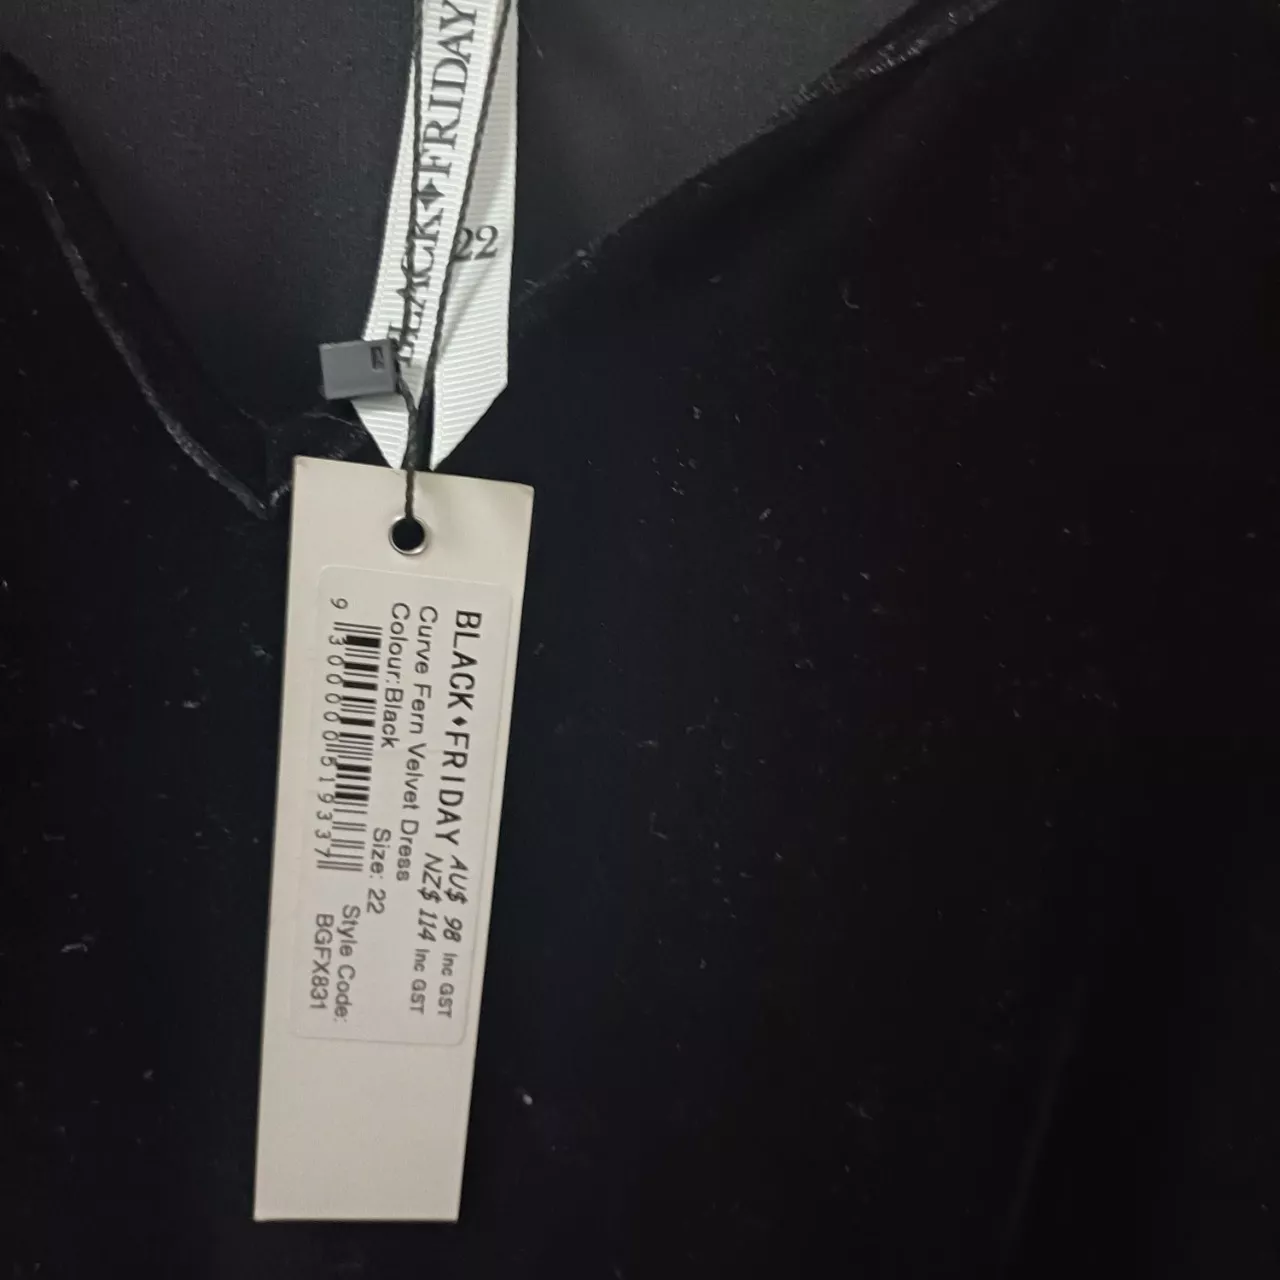 BLACK♦FRIDAY
22
BLACK♦FRIDAY AU$ 98 Inc GST
NZ$ 114 Inc GST
Curve Fern Velvet Dress
Colour:Black
Size: 22
Style Code:
BGFX831
9 300000 519337